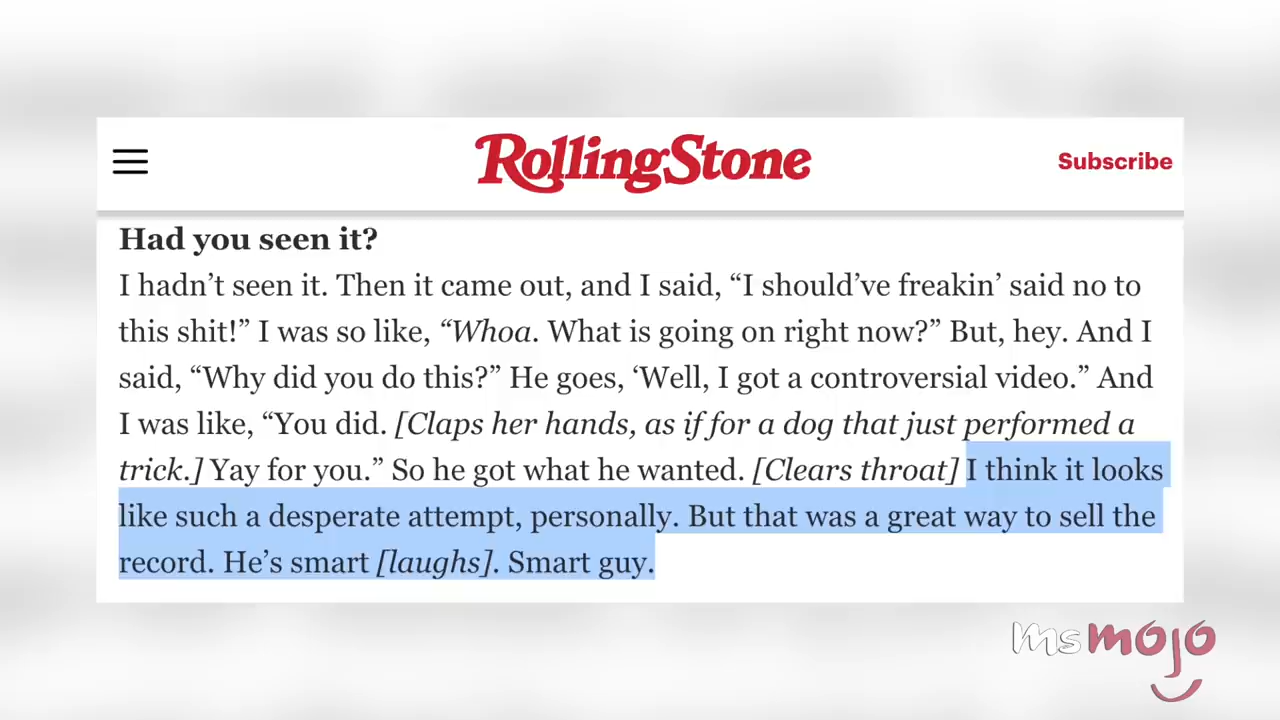 RollingStone
Subscribe
Had you seen it?
I hadn’t seen it. Then it came out, and I said, “I should’ve freakin’ said no to
this shit!” I was so like, “Whoa. What is going on right now?” But, hey. And I
said, “Why did you do this?” He goes, ‘Well, I got a controversial video.” And
I was like, “You did. [Claps her hands, as if for a dog that just performed a
trick.] Yay for you.” So he got what he wanted. [Clears throat] I think it looks
like such a desperate attempt, personally. But that was a great way to sell the
record. He’s smart [laughs]. Smart guy.
msmojo